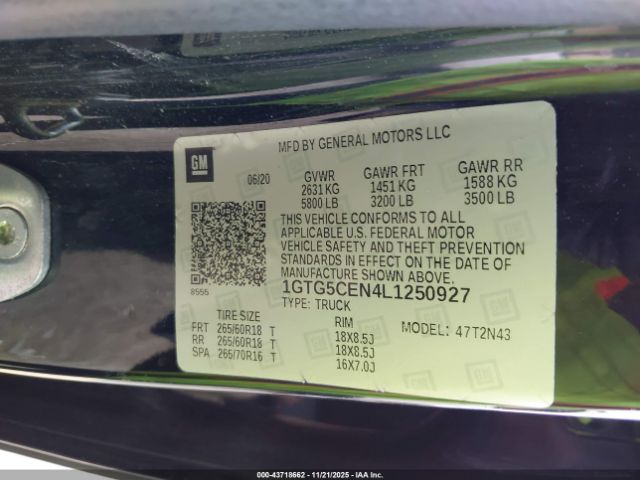 MFD BY GENERAL MOTORS LLC
GM
06/20
GVWR GAWR FRT GAWR RR
2631 KG 1451 KG 1588 KG
5800 LB 3200 LB 3500 LB
THIS VEHICLE CONFORMS TO ALL
APPLICABLE U.S. FEDERAL MOTOR
VEHICLE SAFETY AND THEFT PREVENTION
STANDARDS IN EFFECT ON THE DATE OF
MANUFACTURE SHOWN ABOVE.
8555
1GTG5CEN4L1250927
TYPE: TRUCK
TIRE SIZE RIM MODEL: 47T2N43
FRT 265/60R18 T 18X8.5J
RR 265/60R18 T 18X8.5J
SPA 265/70R16 T 16X7.0J
000-43718662 - 11/21/2025 - IAAI.COM